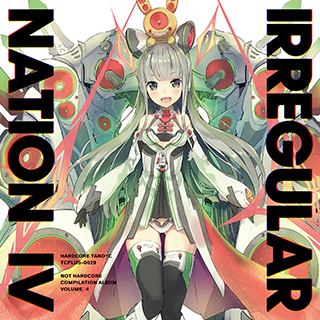 IRREGULAR
NATION IV
HARDCORE TANO*C
TCPLUS-0029
NOT HARDCORE
COMPILATION ALBUM
VOLUME. 4